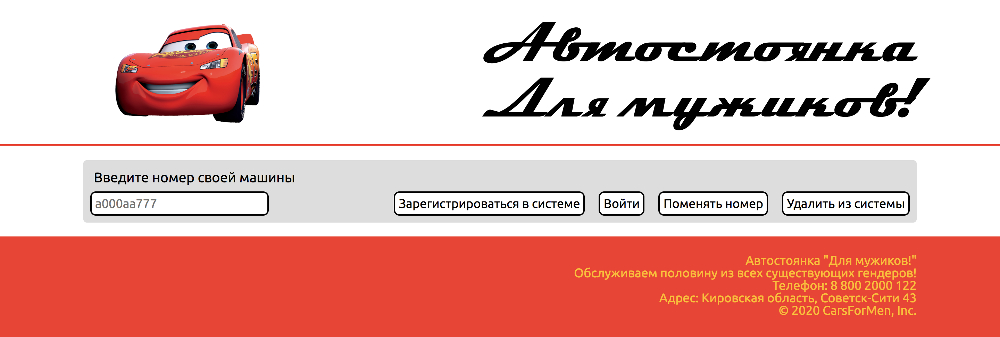 Автостоянка
Для мужиков!
Введите номер своей машины
a000aa777
Зарегистрироваться в системе Войти Поменять номер Удалить из системы
Автостоянка "Для мужиков!"
Обслуживаем половину из всех существующих гендеров!
Телефон: 8 800 2000 122
Адрес: Кировская область, Советск-Сити 43
© 2020 CarsForMen, Inc.